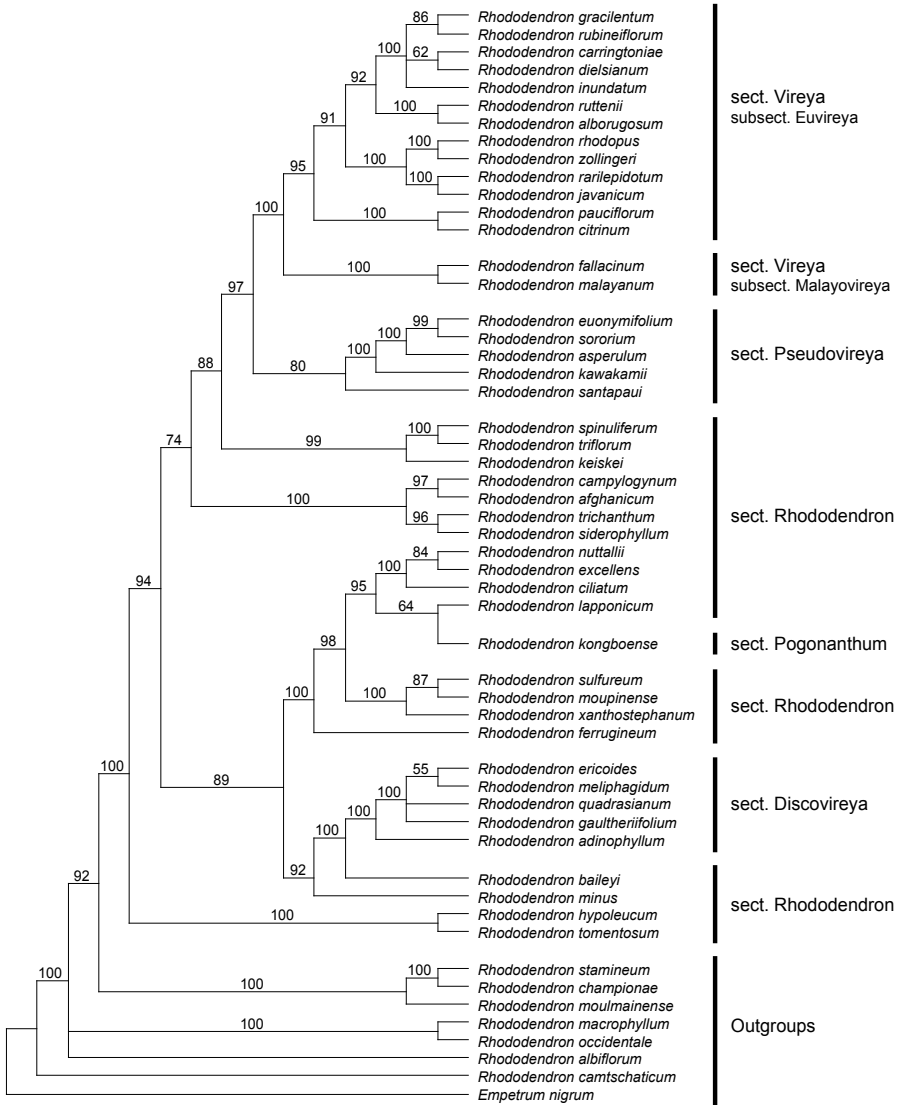 86
Rhododendron gracilentum
Rhododendron rubineiflorum
100
62
Rhododendron carringtoniae
Rhododendron dielsianum
92
Rhododendron inundatum
100
Rhododendron ruttenii
Rhododendron alborugosum
91
100
Rhododendron rhodopus
Rhododendron zollingeri
100
95
100
Rhododendron rarilepidotum
Rhododendron javanicum
100
100
Rhododendron pauciflorum
Rhododendron citrinum
sect. Vireya
subsect. Euvireya
100
Rhododendron fallacinum
Rhododendron malayanum
sect. Vireya
subsect. Malayovireya
97
99
Rhododendron euonymifolium
Rhododendron sororium
100
100
Rhododendron asperulum
88
80
Rhododendron kawakamii
Rhododendron santapaui
sect. Pseudovireya
74
99
100
Rhododendron spinuliferum
Rhododendron triflorum
Rhododendron keiskei
100
97
Rhododendron campylogynum
Rhododendron afghanicum
96
Rhododendron trichanthum
Rhododendron siderophyllum
94
84
Rhododendron nuttallii
Rhododendron excellens
100
95
Rhododendron ciliatum
64
Rhododendron lapponicum
sect. Rhododendron
Rhododendron kongboense
sect. Pogonanthum
98
100
100
87
Rhododendron sulfureum
Rhododendron moupinense
Rhododendron xanthostephanum
Rhododendron ferrugineum
sect. Rhododendron
100
89
55
Rhododendron ericoides
Rhododendron meliphagidum
100
Rhododendron quadrasianum
100
Rhododendron gaultheriifolium
100
Rhododendron adinophyllum
sect. Discovireya
92
92
Rhododendron baileyi
Rhododendron minus
100
Rhododendron hypoleucum
Rhododendron tomentosum
sect. Rhododendron
100
100
100
Rhododendron stamineum
Rhododendron championae
Rhododendron moulmainense
100
Rhododendron macrophyllum
Rhododendron occidentale
Rhododendron albiflorum
Rhododendron camtschaticum
Empetrum nigrum
Outgroups